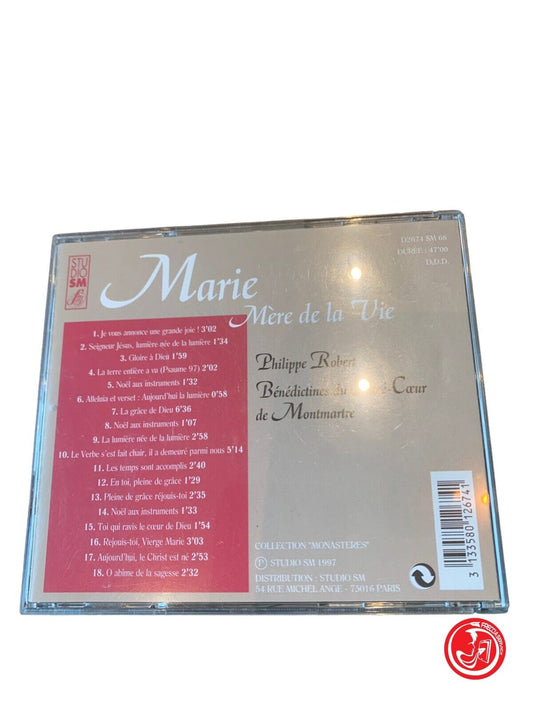 STU
DIO
SM
Marie
Mère de la Vie
D2674 SM 66
DURÉE : 47'00
D.D.D.
1. Je vous annonce une grande joie ! 3'02
2. Seigneur Jésus, lumière née de la lumière 1'34
3. Gloire à Dieu 1'59
4. La terre entière a vu (Psaume 97) 2'02
5. Noël aux instruments 1'32
6. Alleluia et verset : Aujourd'hui la lumière 0'58
7. La grâce de Dieu 6'36
8. Noël aux instruments 1'07
9. La lumière née de la lumière 2'58
10. Le Verbe s'est fait chair, il a demeuré parmi nous 5'14
11. Les temps sont accomplis 2'40
12. En toi, pleine de grâce 1'29
13. Pleine de grâce réjouis-toi 2'35
14. Noël aux instruments 1'33
15. Toi qui ravis le cœur de Dieu 1'54
16. Rejouis-toi, Vierge Marie 3'03
17. Aujourd'hui, le Christ est né 2'53
18. O abîme de la sagesse 2'32
Philippe Robert
Bénédictines du -Cœur
de Montmartre
COLLECTION "MONASTERES"
P STUDIO SM 1997
DISTRIBUTION : STUDIO SM
54 RUE MICHEL ANGE - 75016 PARIS
3 133580 126741